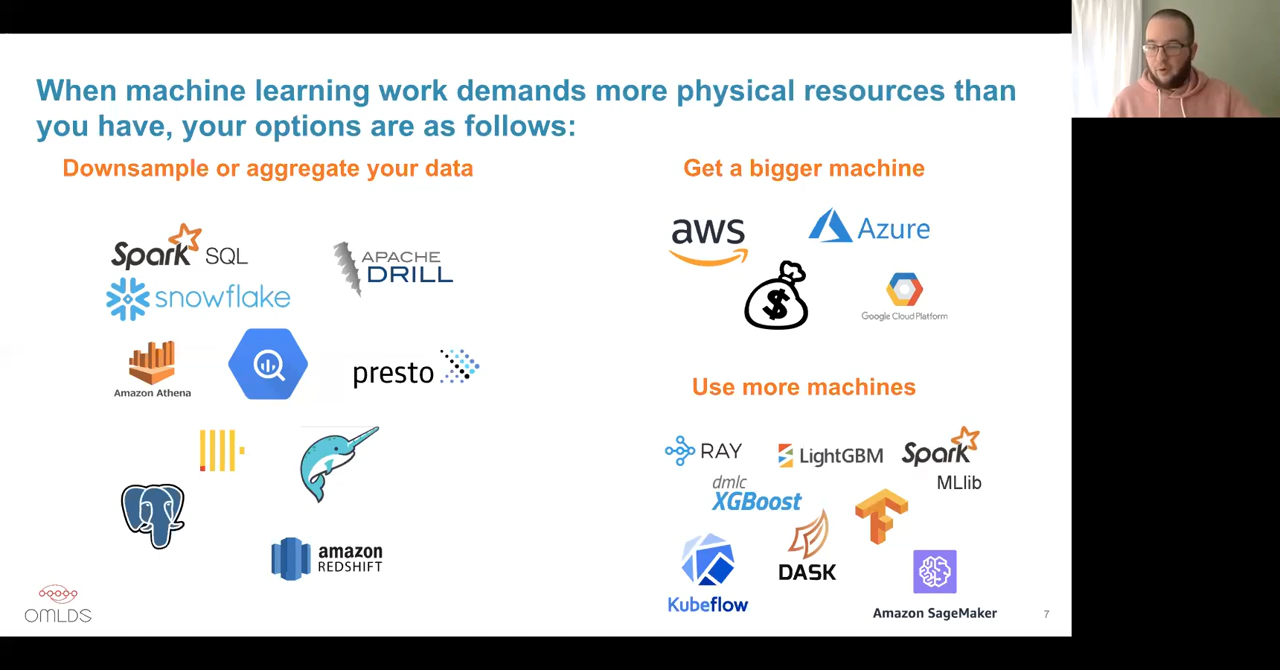 When machine learning work demands more physical resources than
you have, your options are as follows:
Downsample or aggregate your data
Spark SQL
APACHE
DRILL
snowflake
Amazon Athena
presto
amazon
REDSHIFT
Get a bigger machine
aws
Azure
$
Google Cloud Platform
Use more machines
RAY
LightGBM
Spark
MLlib
dmlc
XGBoost
DASK
Kubeflow
Amazon SageMaker
OMLDS
7